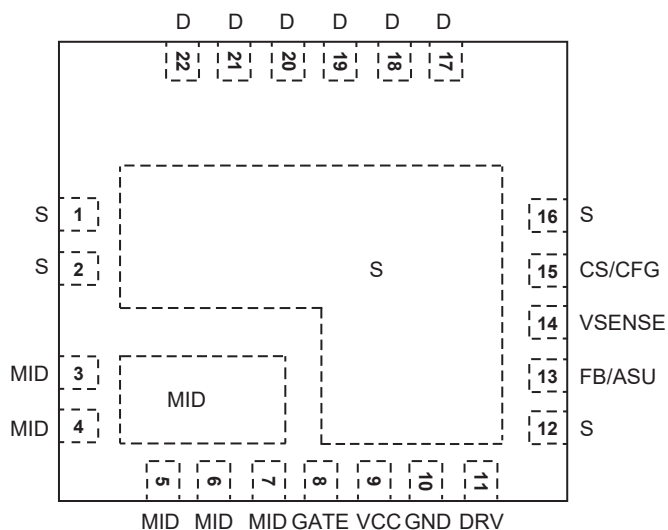 D D D D D D
22 21 20 19 18 17
S 1 16 S
S 2 S 15 CS/CFG
14 VSENSE
MID 3 13 FB/ASU
MID
MID 4 12 S
5 6 7 8 9 10 11
MID MID MID GATE VCC GND DRV